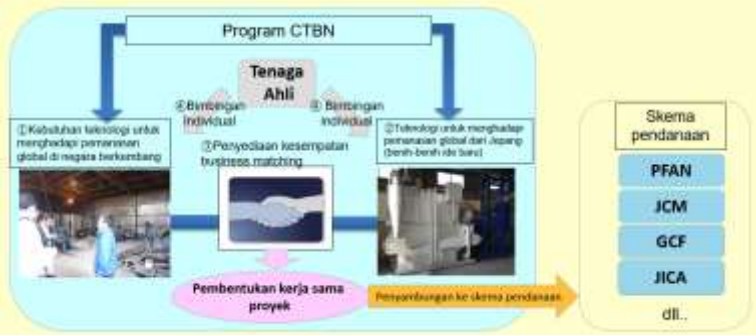 Program CTBN
Tenaga
Ahli
④Bimbingan
individual
④ Bimbingan
individual
①Kebutuhan teknologi untuk
menghadapi pemanasan
global di negara berkembang
③Penyediaan kesempatan
business matching
②Teknologi untuk menghadapi
pemanasan global dari Jepang
(benih-benih ide baru)
Pembentukan kerja sama
proyek
Penyambungan ke skema pendanaan
Skema
pendanaan
PFAN
JCM
GCF
JICA
dll..